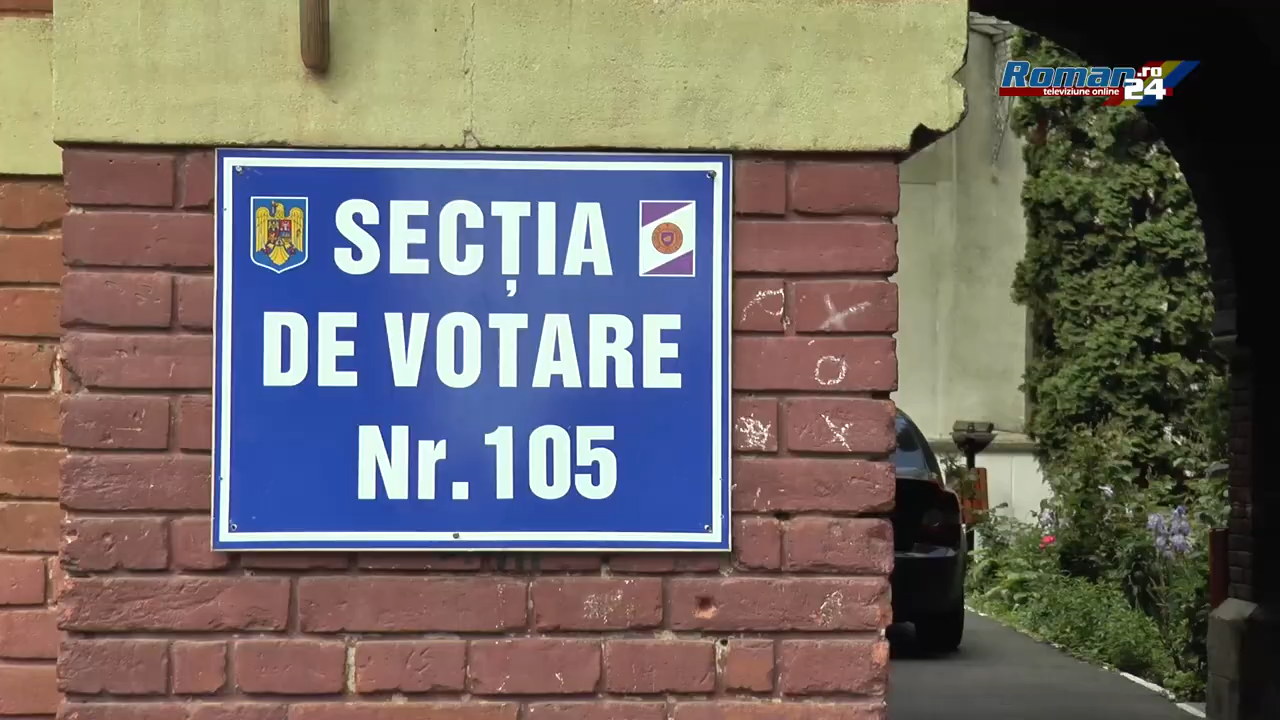 Roman .ro
televiziune online 24
SECȚIA
DE VOTARE
Nr. 105